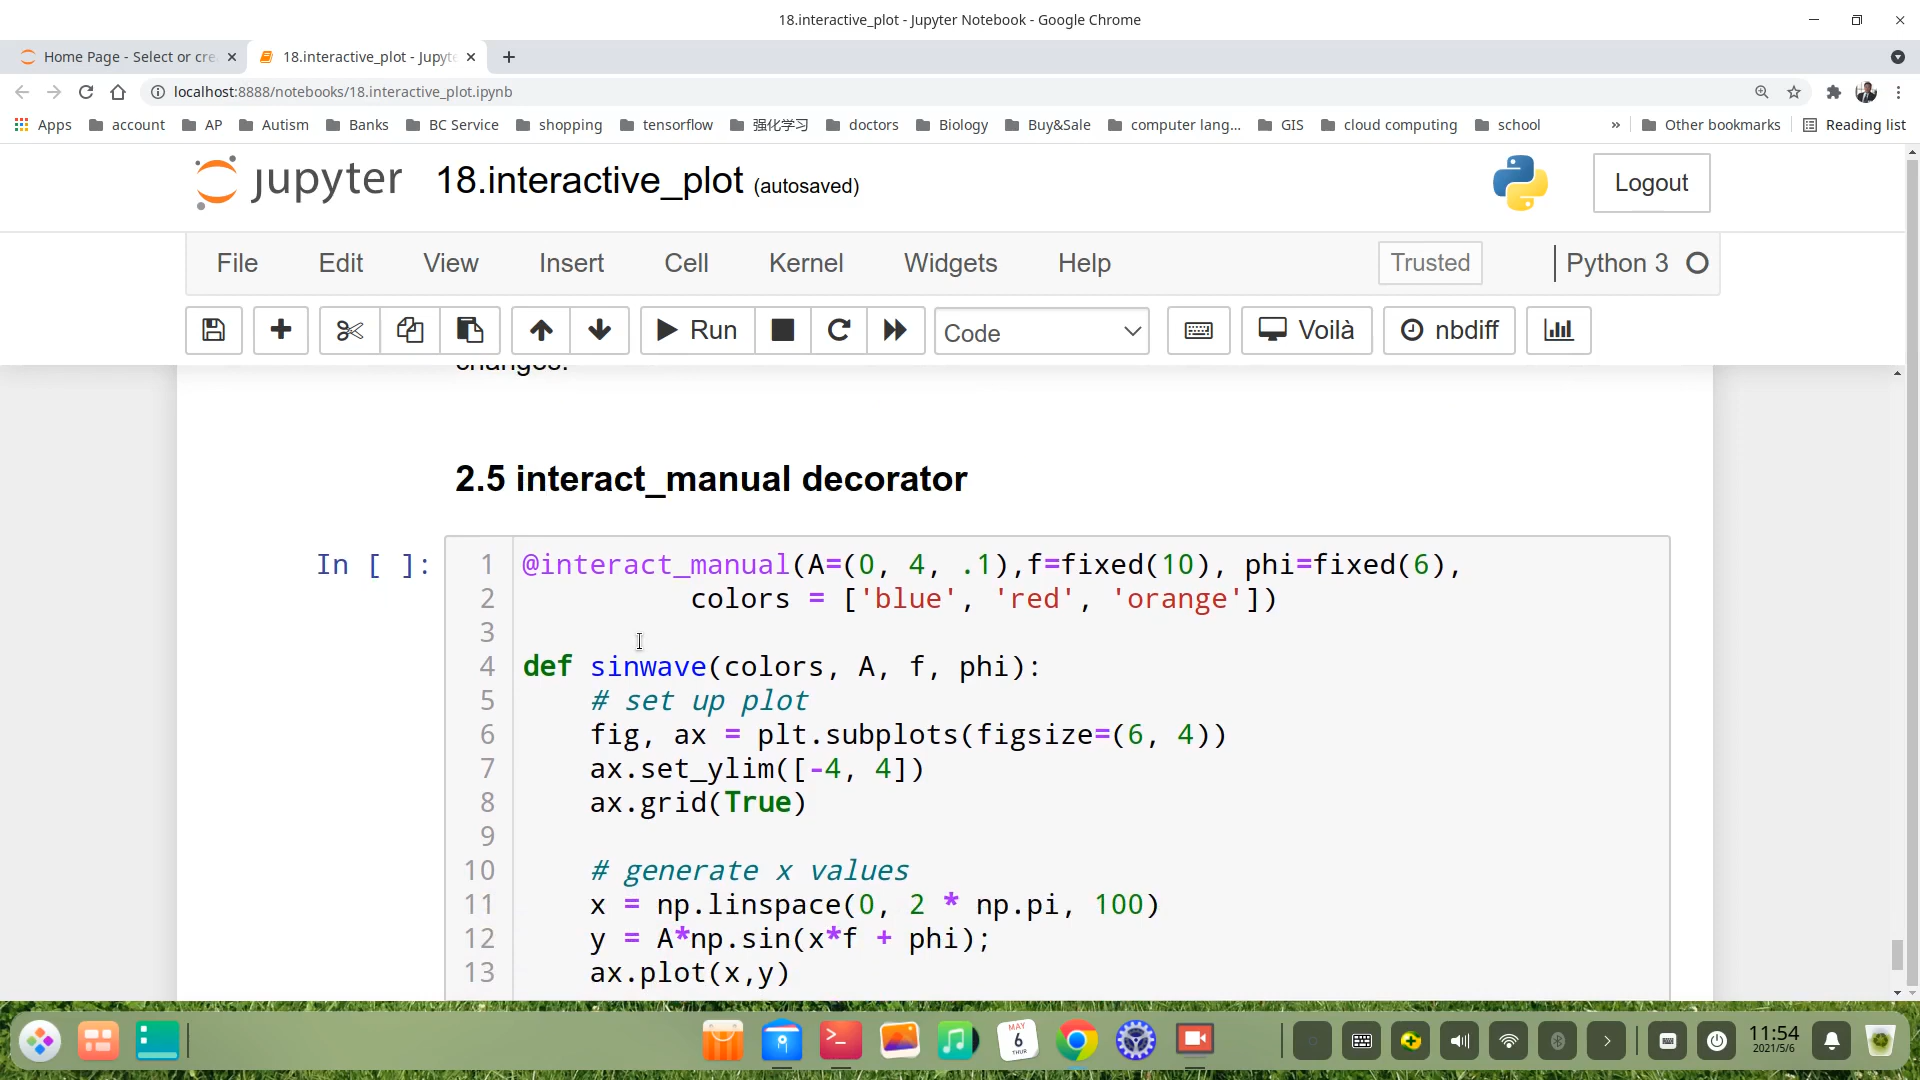 18.interactive_plot - Jupyter Notebook - Google Chrome
Home Page - Select or cre
18.interactive_plot - Jupyte
localhost:8888/notebooks/18.interactive_plot.ipynb
Apps account AP Autism Banks BC Service shopping tensorflow 强化学习 doctors Biology Buy&Sale computer lang... GIS cloud computing school » Other bookmarks Reading list
jupyter 18.interactive_plot (autosaved) Logout
File Edit View Insert Cell Kernel Widgets Help Trusted Python 3
Run Code Voilà nbdiff
changes.
2.5 interact_manual decorator
In [ ]:
1 @interact_manual(A=(0, 4, .1),f=fixed(10), phi=fixed(6),
2 colors = ['blue', 'red', 'orange'])
3
4 def sinwave(colors, A, f, phi):
5 # set up plot
6 fig, ax = plt.subplots(figsize=(6, 4))
7 ax.set_ylim([-4, 4])
8 ax.grid(True)
9
10 # generate x values
11 x = np.linspace(0, 2 * np.pi, 100)
12 y = A*np.sin(x*f + phi);
13 ax.plot(x,y)
MAY
6
THUR
11:54
2021/5/6